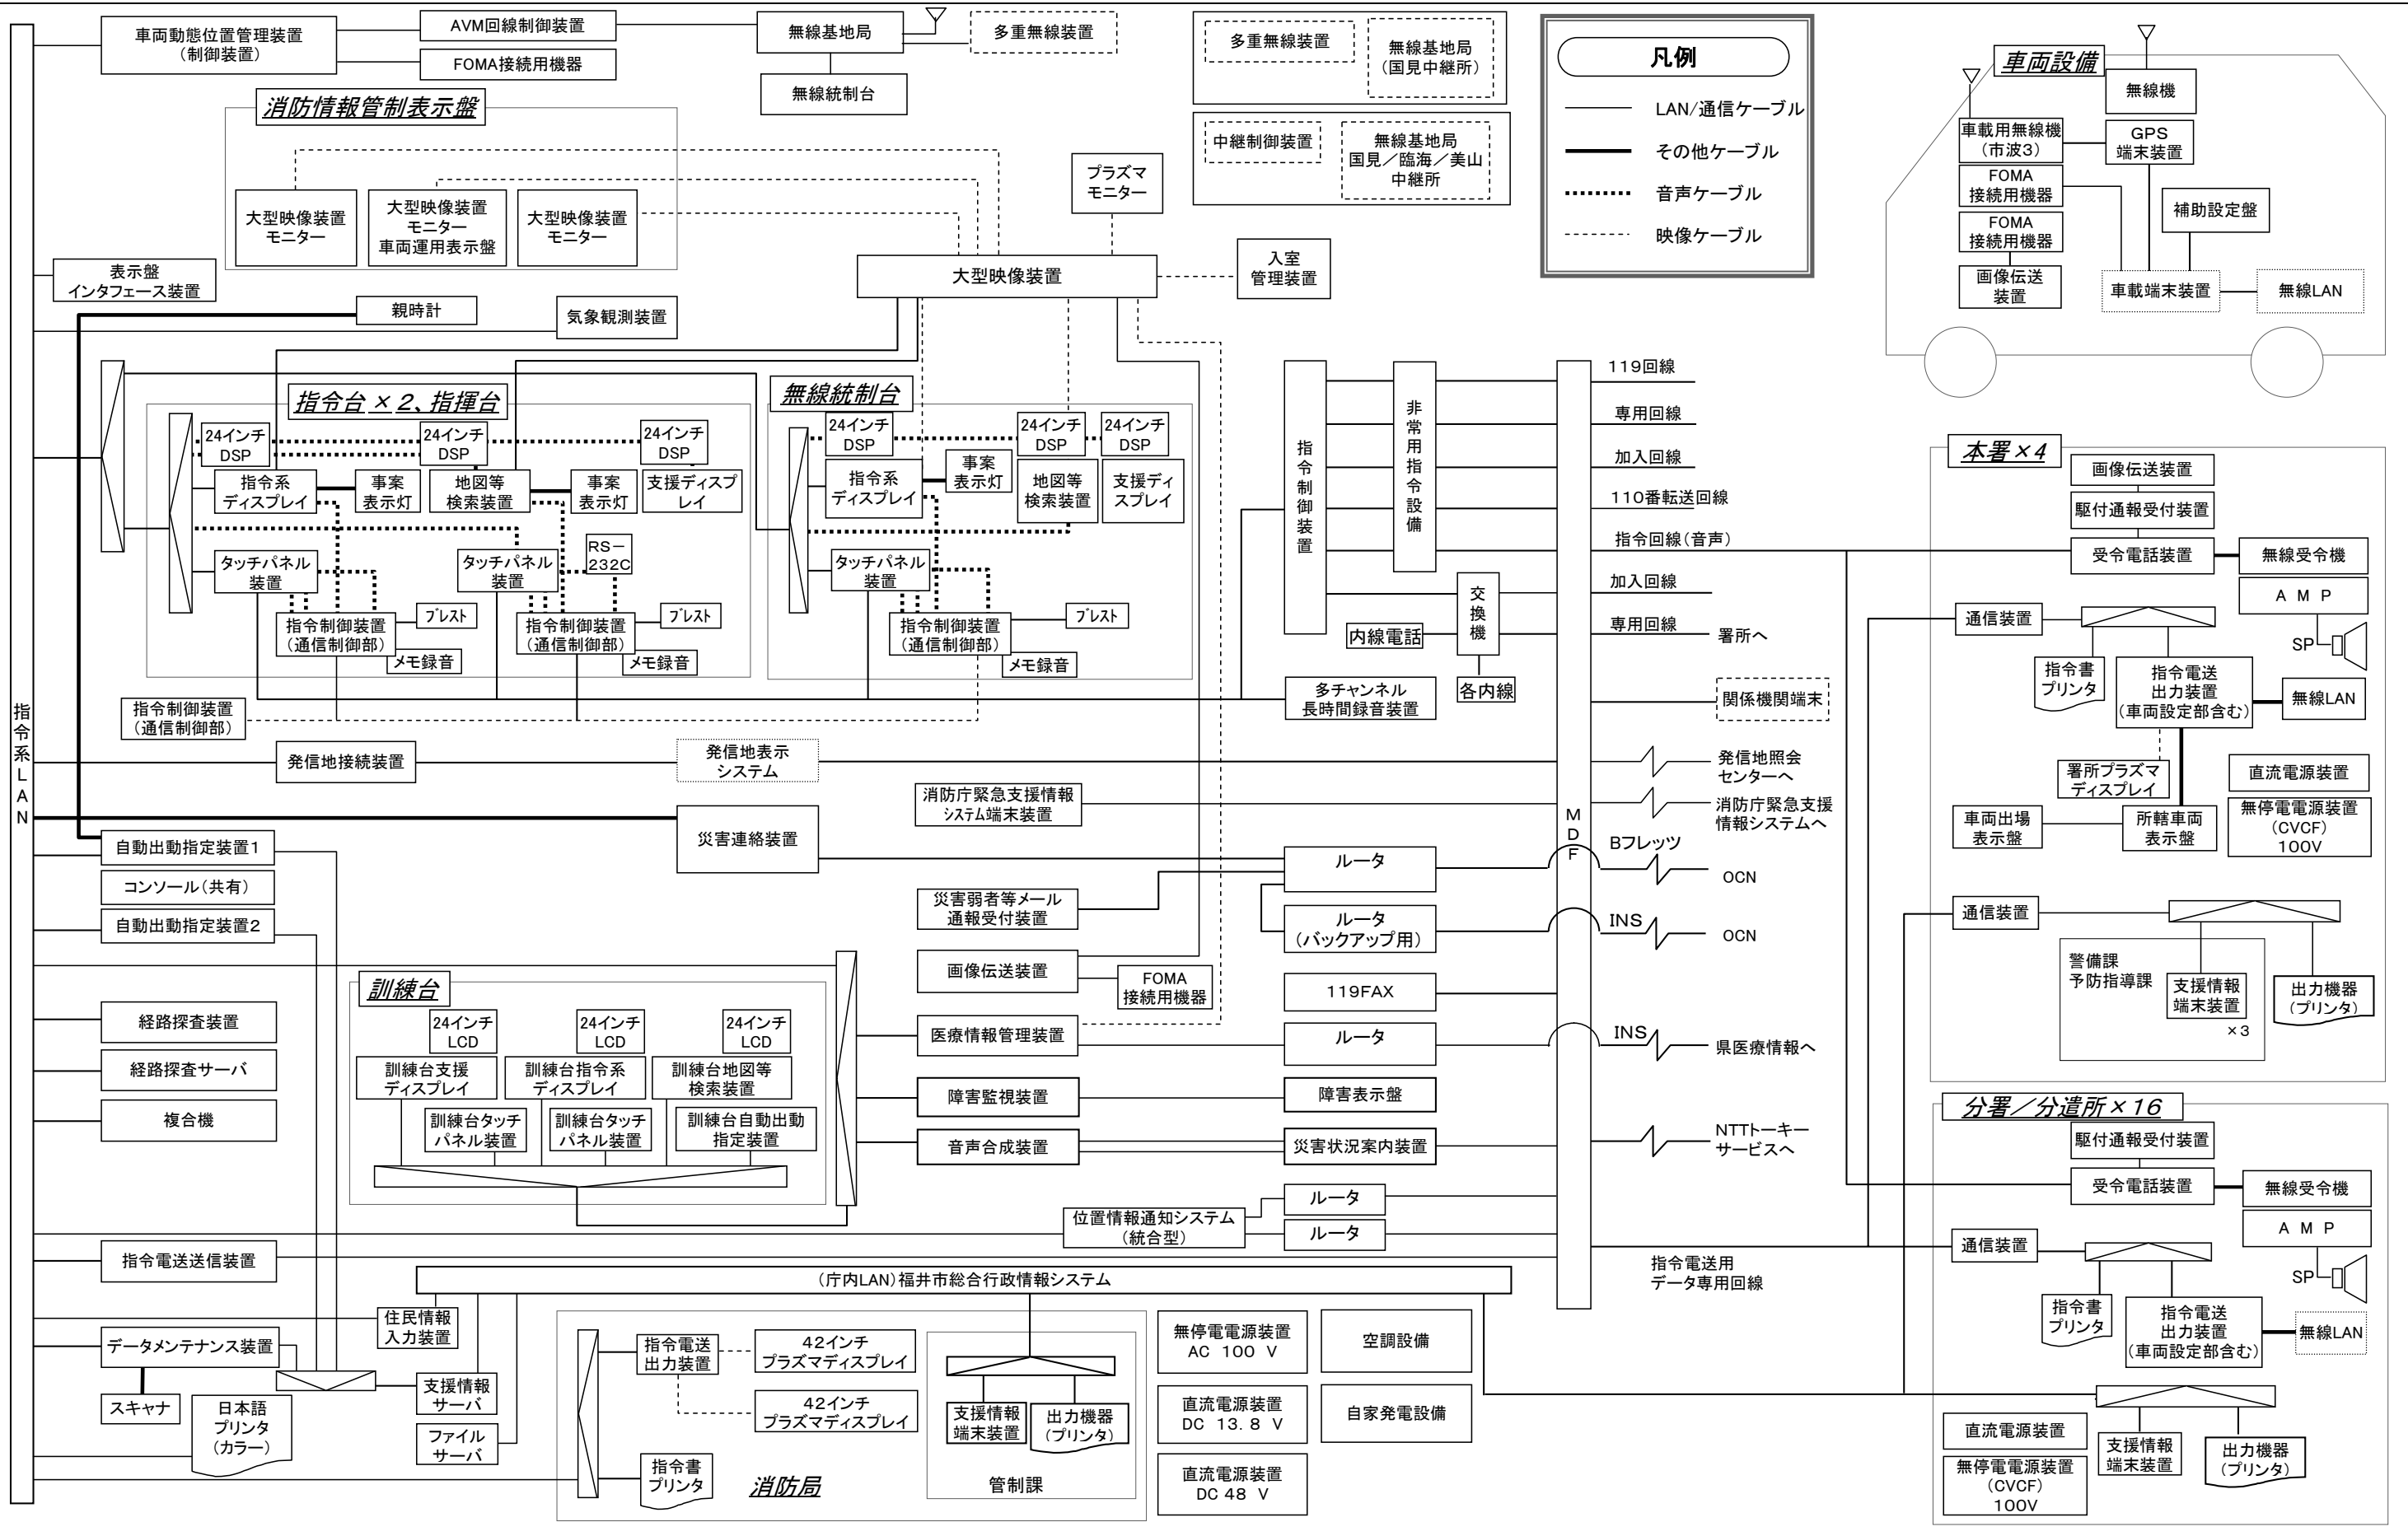 車両動態位置管理装置
(制御装置)
AVM回線制御装置
FOMA接続用機器
無線基地局
多重無線装置
無線統制台
多重無線装置
無線基地局
(国見中継所)
中継制御装置
無線基地局
国見/臨海/美山
中継所
凡例
LAN/通信ケーブル
その他ケーブル
音声ケーブル
映像ケーブル
車両設備
無線機
車載用無線機
(市波3)
GPS
端末装置
FOMA
接続用機器
FOMA
接続用機器
補助設定盤
画像伝送
装置
車載端末装置
無線LAN
消防情報管制表示盤
大型映像装置
モニター
大型映像装置
モニター
車両運用表示盤
大型映像装置
モニター
プラズマ
モニター
大型映像装置
入室
管理装置
表示盤
インタフェース装置
親時計
気象観測装置
指令系LAN
指令台×2、指揮台
24インチ
DSP
24インチ
DSP
24インチ
DSP
指令系
ディスプレイ
事案
表示灯
地図等
検索装置
事案
表示灯
支援ディスプ
レイ
タッチパネル
装置
タッチパネル
装置
RS-
232C
指令制御装置
(通信制御部)
ブレスト
メモ録音
指令制御装置
(通信制御部)
ブレスト
メモ録音
無線統制台
24インチ
DSP
24インチ
DSP
24インチ
DSP
指令系
ディスプレイ
事案
表示灯
地図等
検索装置
支援ディ
スプレイ
タッチパネル
装置
指令制御装置
(通信制御部)
ブレスト
メモ録音
指令制御装置
(通信制御部)
指令制御装置
非常用指令設備
交換機
内線電話
各内線
多チャンネル
長時間録音装置
MDF
119回線
専用回線
加入回線
110番転送回線
指令回線(音声)
加入回線
専用回線
署所へ
関係機関端末
発信地照会
センターへ
消防庁緊急支援
情報システムへ
Bフレッツ
OCN
INS
OCN
INS
県医療情報へ
NTTトーキー
サービスへ
指令電送用
データ専用回線
発信地接続装置
発信地表示
システム
消防庁緊急支援情報
システム端末装置
災害連絡装置
自動出動指定装置1
コンソール(共有)
自動出動指定装置2
ルータ
災害弱者等メール
通報受付装置
ルータ
(バックアップ用)
画像伝送装置
FOMA
接続用機器
119FAX
医療情報管理装置
ルータ
障害監視装置
障害表示盤
音声合成装置
災害状況案内装置
位置情報通知システム
(統合型)
ルータ
ルータ
経路探査装置
経路探査サーバ
複合機
訓練台
24インチ
LCD
24インチ
LCD
24インチ
LCD
訓練台支援
ディスプレイ
訓練台指令系
ディスプレイ
訓練台地図等
検索装置
訓練台タッチ
パネル装置
訓練台タッチ
パネル装置
訓練台自動出動
指定装置
指令電送送信装置
(庁内LAN)福井市総合行政情報システム
住民情報
入力装置
データメンテナンス装置
スキャナ
日本語
プリンタ
(カラー)
支援情報
サーバ
ファイル
サーバ
指令電送
出力装置
42インチ
プラズマディスプレイ
42インチ
プラズマディスプレイ
指令書
プリンタ
消防局
支援情報
端末装置
出力機器
(プリンタ)
管制課
無停電電源装置
AC 100 V
空調設備
直流電源装置
DC 13.8 V
自家発電設備
直流電源装置
DC 48 V
本署×4
画像伝送装置
駆付通報受付装置
受令電話装置
無線受令機
AMP
SP
通信装置
指令書
プリンタ
指令電送
出力装置
(車両設定部含む)
無線LAN
署所プラズマ
ディスプレイ
直流電源装置
車両出場
表示盤
所轄車両
表示盤
無停電電源装置
(CVCF)
100V
通信装置
警備課
予防指導課
支援情報
端末装置
×3
出力機器
(プリンタ)
分署/分遣所×16
駆付通報受付装置
受令電話装置
無線受令機
AMP
SP
通信装置
指令書
プリンタ
指令電送
出力装置
(車両設定部含む)
無線LAN
直流電源装置
無停電電源装置
(CVCF)
100V
支援情報
端末装置
出力機器
(プリンタ)